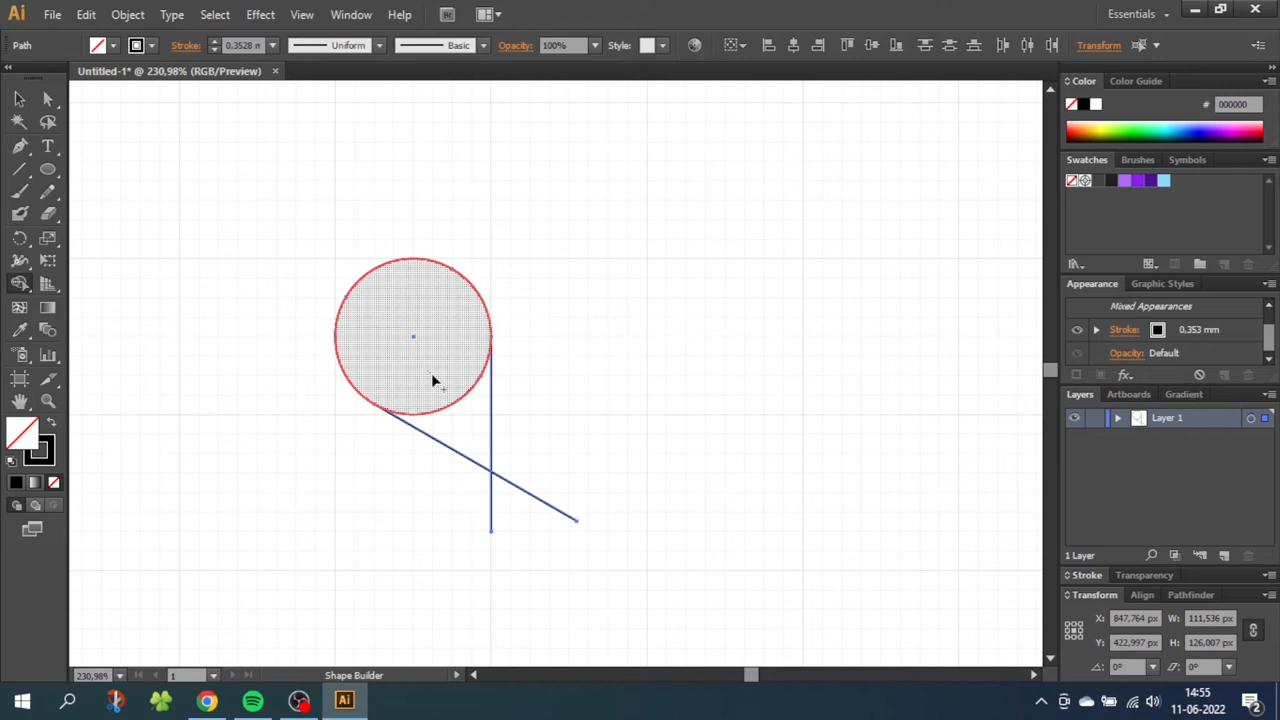 Ai File Edit Object Type Select Effect View Window Help Br Essentials
Path Stroke: 0,3528 m Uniform Basic Opacity: 100% Style: Transform
Untitled-1* @ 230,98% (RGB/Preview) ×
Color Color Guide
# 000000
Swatches Brushes Symbols
Appearance Graphic Styles
Mixed Appearances
Stroke: 0,353 mm
Opacity: Default
fx
Layers Artboards Gradient
Layer 1
1 Layer
Stroke Transparency
Transform Align Pathfinder
X: 847,764 px W: 111,536 px
Y: 422,997 px H: 126,007 px
0° 0°
230,98% 1 Shape Builder
Ai 14:55
11-06-2022 2